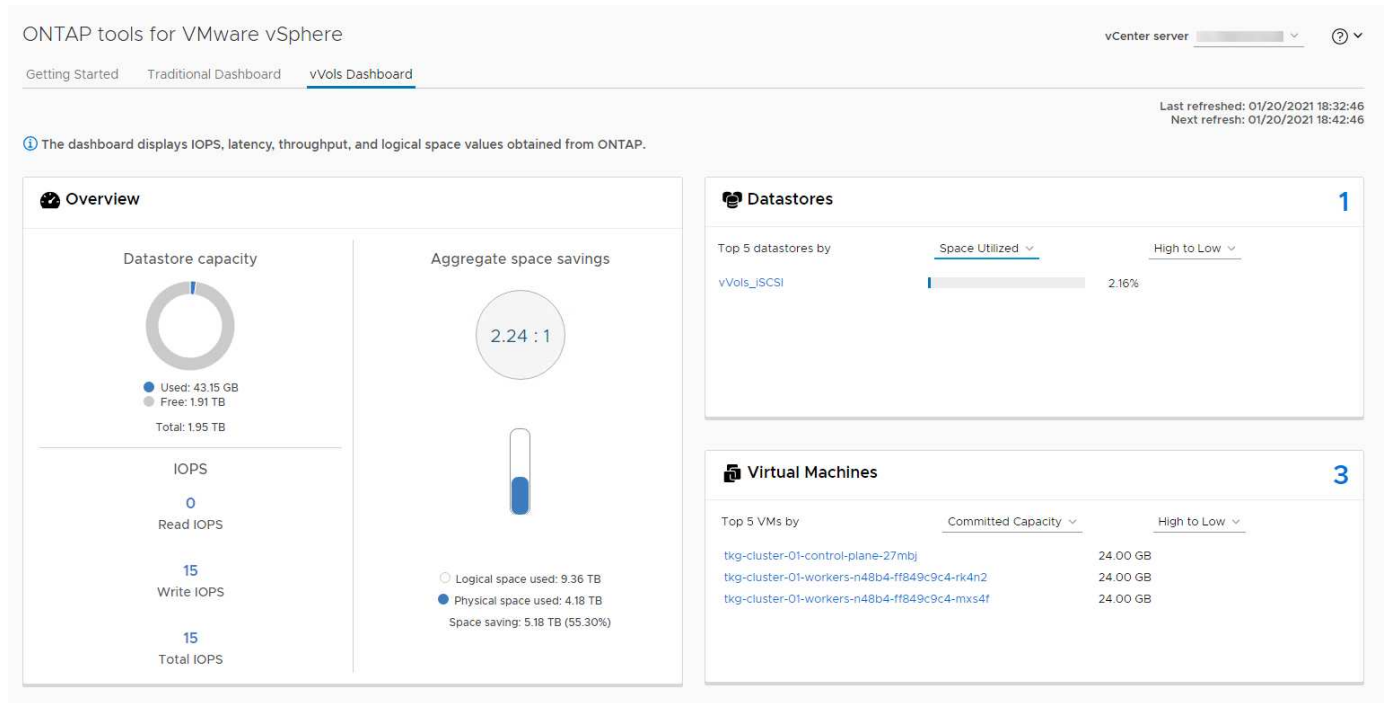 ONTAP tools for VMware vSphere
vCenter server
Getting Started Traditional Dashboard vVols Dashboard
Last refreshed: 01/20/2021 18:32:46
Next refresh: 01/20/2021 18:42:46
The dashboard displays IOPS, latency, throughput, and logical space values obtained from ONTAP.
Overview
Datastore capacity
Used: 43.15 GB
Free: 1.91 TB
Total: 1.95 TB
IOPS
0
Read IOPS
15
Write IOPS
15
Total IOPS
Aggregate space savings
2.24 : 1
Logical space used: 9.36 TB
Physical space used: 4.18 TB
Space saving: 5.18 TB (55.30%)
Datastores 1
Top 5 datastores by Space Utilized High to Low
vVols_iSCSI 2.16%
Virtual Machines 3
Top 5 VMs by Committed Capacity High to Low
tkg-cluster-01-control-plane-27mbj 24.00 GB
tkg-cluster-01-workers-n48b4-ff849c9c4-rk4n2 24.00 GB
tkg-cluster-01-workers-n48b4-ff849c9c4-mxs4f 24.00 GB